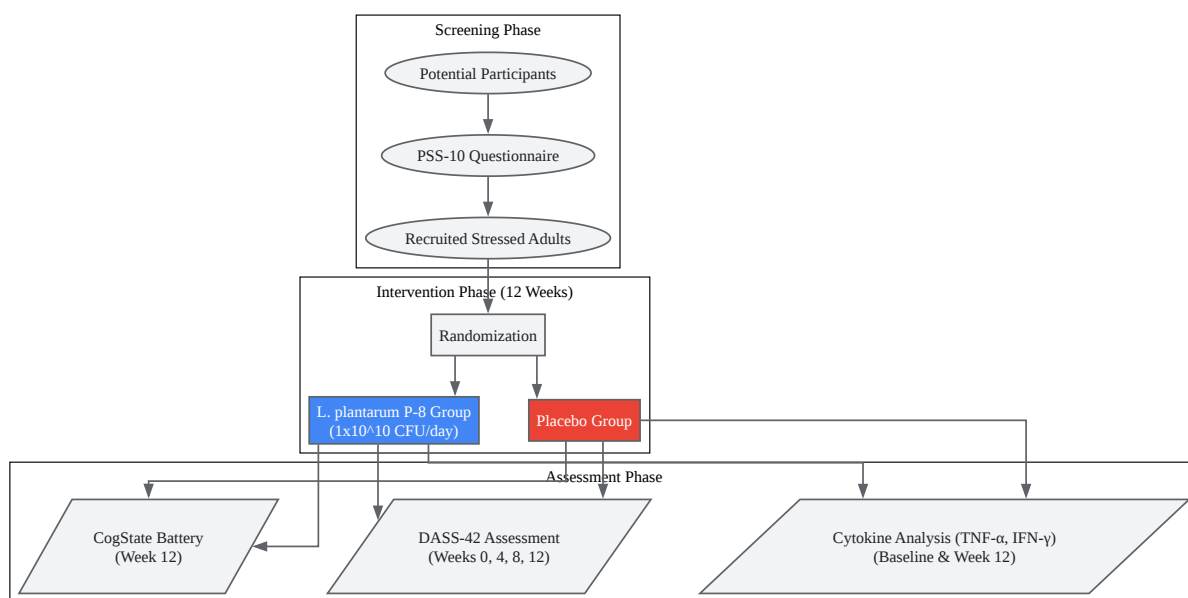 Screening Phase
Potential Participants
PSS-10 Questionnaire
Recruited Stressed Adults
Intervention Phase (12 Weeks)
Randomization
L. plantarum P-8 Group
(1x10^10 CFU/day)
Placebo Group
Assessment Phase
CogState Battery
(Week 12)
DASS-42 Assessment
(Weeks 0, 4, 8, 12)
Cytokine Analysis (TNF-α, IFN-γ)
(Baseline & Week 12)